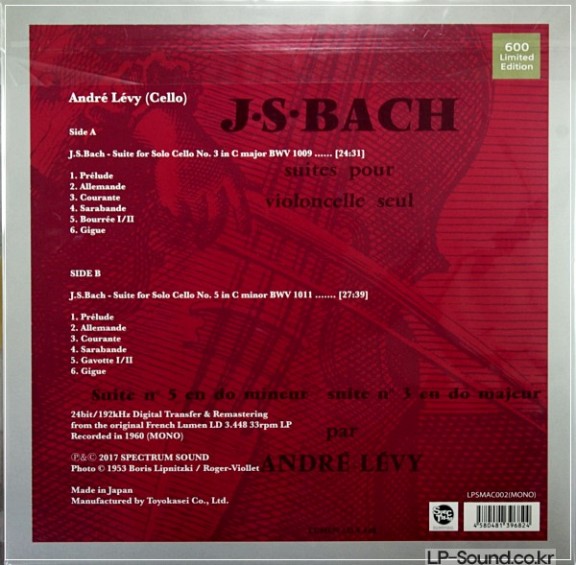 600
Limited
Edition
André Lévy (Cello)
J·S·BACH
Side A
J.S.Bach - Suite for Solo Cello No. 3 in C major BWV 1009 ...... [24:31]
suites pour
violoncelle seul
1. Prélude
2. Allemande
3. Courante
4. Sarabande
5. Bourrée I/II
6. Gigue
SIDE B
J.S.Bach - Suite for Solo Cello No. 5 in C minor BWV 1011 ....... [27:39]
1. Prélude
2. Allemande
3. Courante
4. Sarabande
5. Gavotte I/II
6. Gigue
Suite n° 5 en do mineur suite n° 3 en do majeur
24bit/192kHz Digital Transfer & Remastering
from the original French Lumen LD 3.448 33rpm LP
Recorded in 1960 (MONO)
par
ANDRÉ LÉVY
℗&© 2017 SPECTRUM SOUND
Photo © 1953 Boris Lipnitzki / Roger-Viollet
Made in Japan
Manufactured by Toyokasei Co., Ltd.
LPSMAC002(MONO)
4 580481 396824
LP-Sound.co.kr